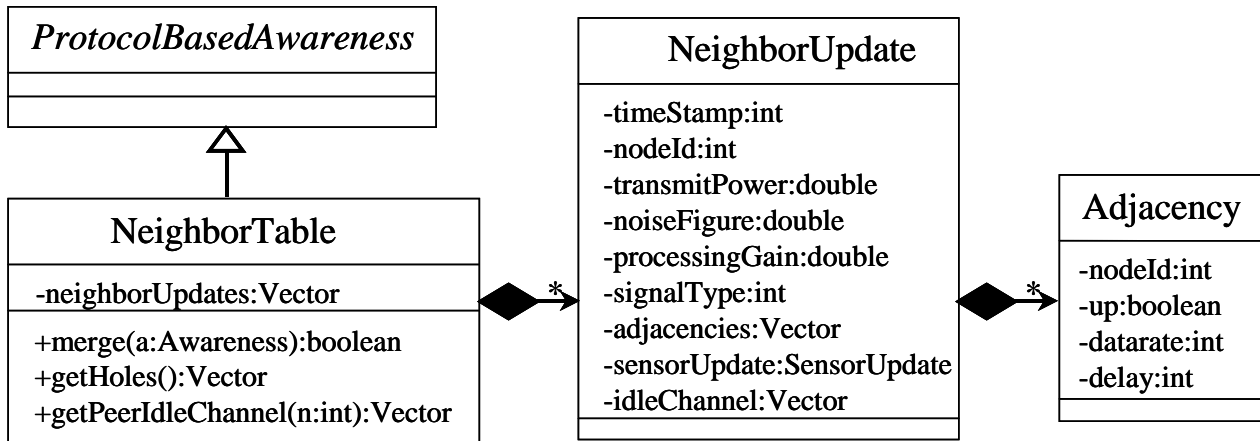 ProtocolBasedAwareness
NeighborTable
-neighborUpdates:Vector
+merge(a:Awareness):boolean
+getHoles():Vector
+getPeerIdleChannel(n:int):Vector
*
NeighborUpdate
-timeStamp:int
-nodeId:int
-transmitPower:double
-noiseFigure:double
-processingGain:double
-signalType:int
-adjacencies:Vector
-sensorUpdate:SensorUpdate
-idleChannel:Vector
*
Adjacency
-nodeId:int
-up:boolean
-datarate:int
-delay:int